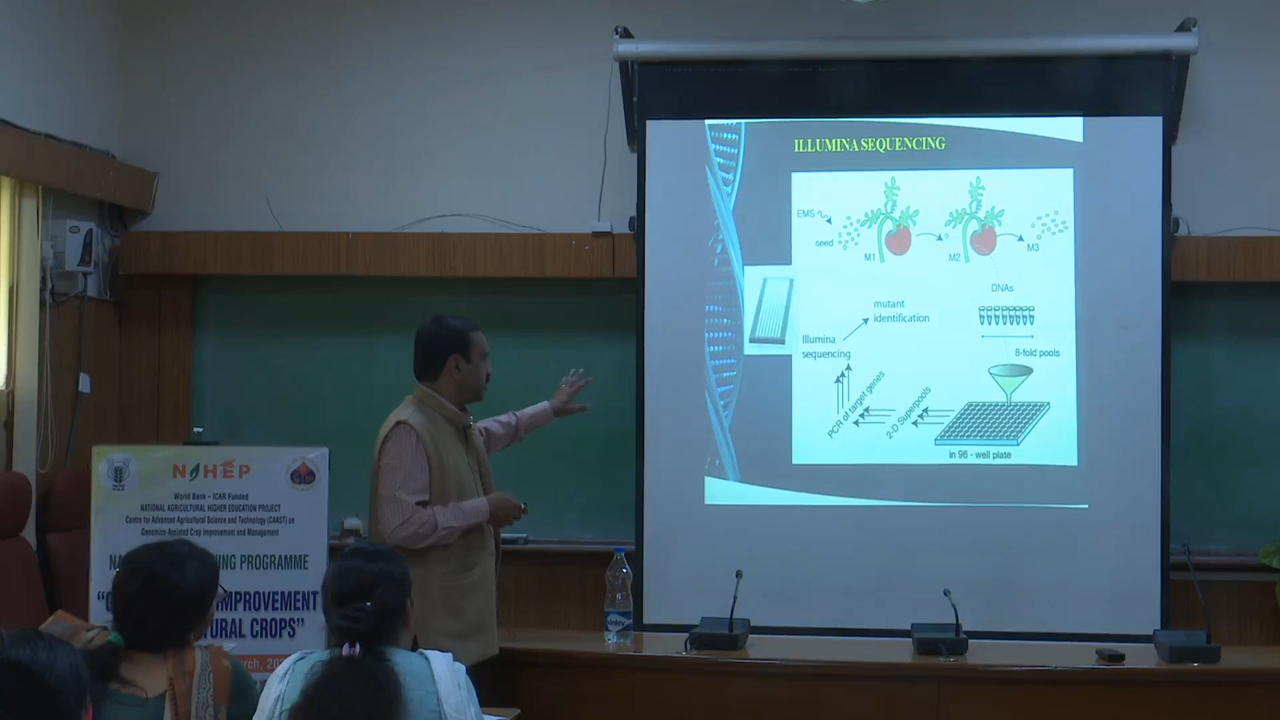 ILLUMINA SEQUENCING
EMS
seed
M1
M2
M3
DNAs
mutant
identification
Illumina
sequencing
8-fold pools
PCR of target genes
2-D Superpools
in 96 - well plate
NAHEP
World Bank – ICAR Funded
NATIONAL AGRICULTURAL HIGHER EDUCATION PROJECT
Centre for Advanced Agricultural Science and Technology (CAAST) on
Genomics-Assisted Crop Improvement and Management
PROGRAMME
IMPROVEMENT
CROPS"